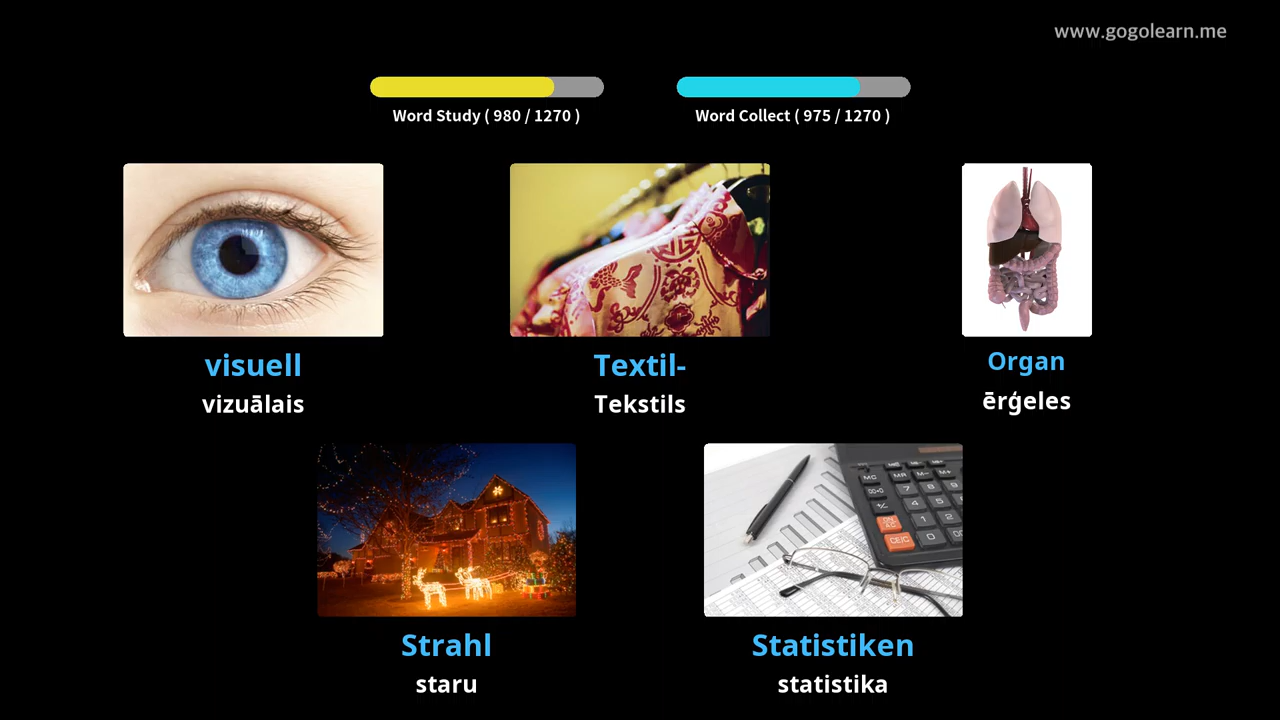 www.gogolearn.me
Word Study ( 980 / 1270 )
Word Collect ( 975 / 1270 )
visuell
vizuālais
Textil-
Tekstils
Organ
ērģeles
Strahl
staru
Statistiken
statistika